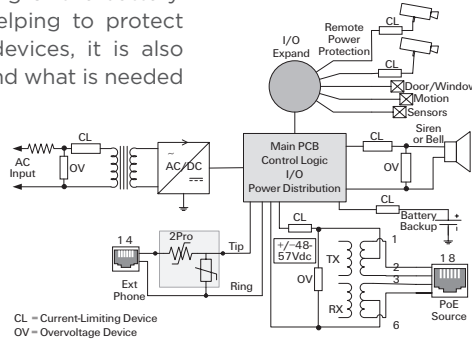 helping to protect
devices, it is also
nd what is needed
I/O
Expand
Remote
Power
Protection
CL
CL
Door/Window
Motion
Sensors
CL
AC
Input
OV
~
AC/DC
Main PCB
Control Logic
I/O
Power Distribution
CL
OV
Siren
or Bell
CL
Battery
Backup
+
-
1 4
2Pro
Tip
Ring
Ext
Phone
CL
+/-48-
57Vdc
OV
TX
RX
1
2
3
6
1 8
PoE
Source
CL = Current-Limiting Device
OV = Overvoltage Device